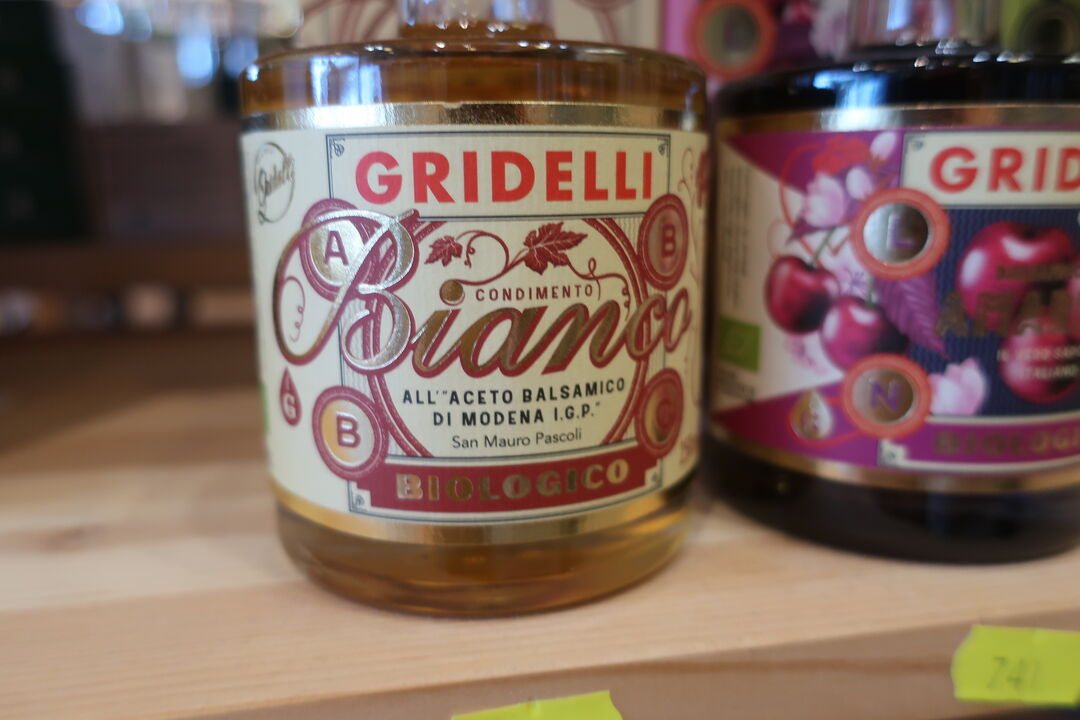 GRIDELLI
A
B
CONDIMENTO
Bianco
ALL'"ACETO BALSAMICO
DI MODENA I.G.P."
San Mauro Pascoli
B
C
G
BIOLOGICO
GRID
L
N
BIOLOGI